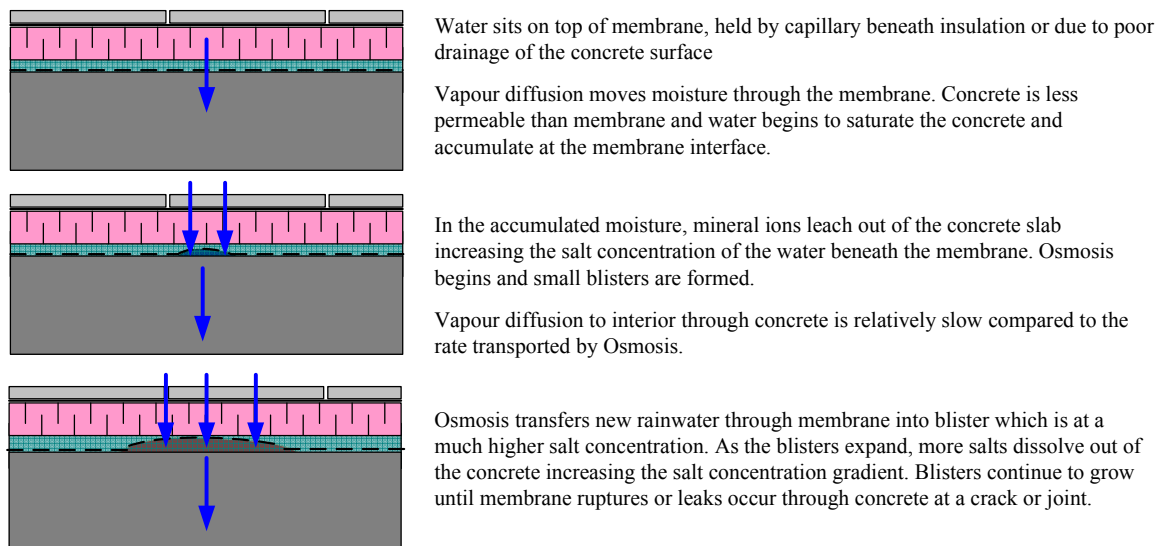 Water sits on top of membrane, held by capillary beneath insulation or due to poor
drainage of the concrete surface
Vapour diffusion moves moisture through the membrane. Concrete is less
permeable than membrane and water begins to saturate the concrete and
accumulate at the membrane interface.
In the accumulated moisture, mineral ions leach out of the concrete slab
increasing the salt concentration of the water beneath the membrane. Osmosis
begins and small blisters are formed.
Vapour diffusion to interior through concrete is relatively slow compared to the
rate transported by Osmosis.
Osmosis transfers new rainwater through membrane into blister which is at a
much higher salt concentration. As the blisters expand, more salts dissolve out of
the concrete increasing the salt concentration gradient. Blisters continue to grow
until membrane ruptures or leaks occur through concrete at a crack or joint.